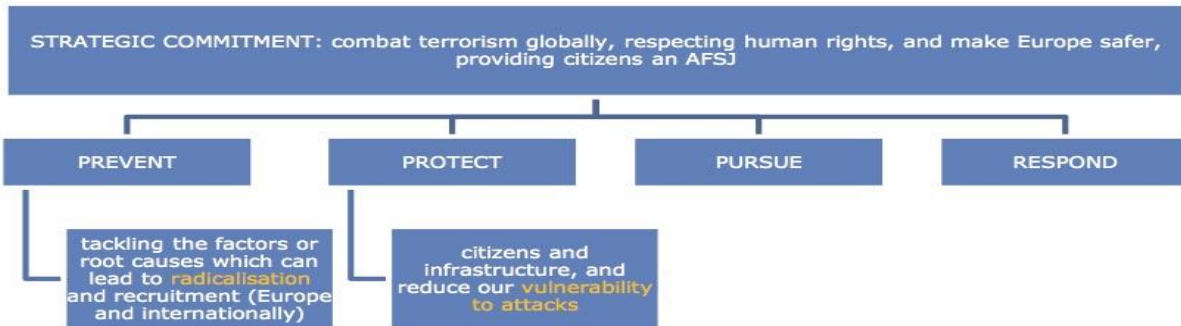 STRATEGIC COMMITMENT: combat terrorism globally, respecting human rights, and make Europe safer,
providing citizens an AFSJ
PREVENT
PROTECT
PURSUE
RESPOND
tackling the factors or
root causes which can
lead to radicalisation
and recruitment (Europe
and internationally)
citizens and
infrastructure, and
reduce our vulnerability
to attacks